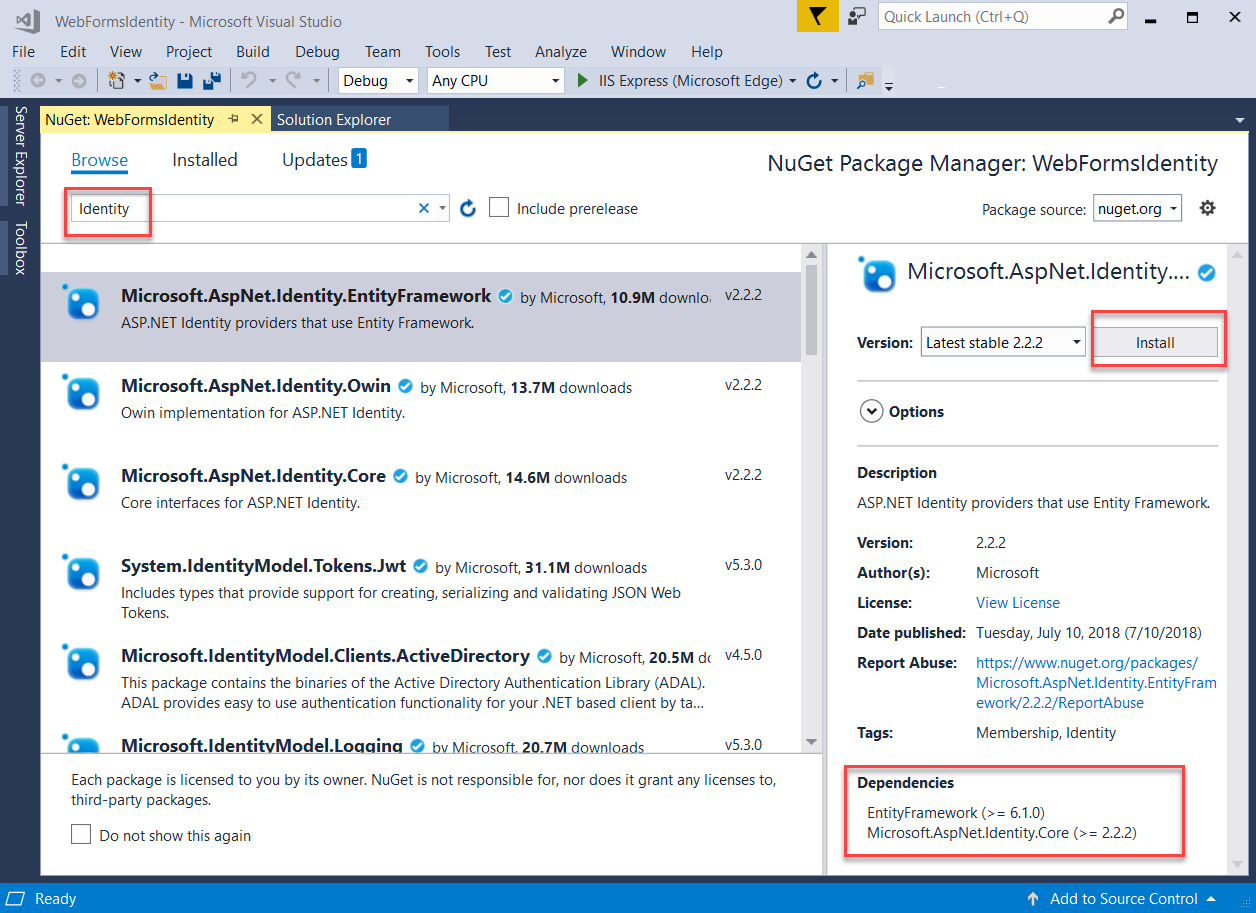 WebFormsIdentity - Microsoft Visual Studio
Quick Launch (Ctrl+Q)
File Edit View Project Build Debug Team Tools Test Analyze Window Help
Debug Any CPU IIS Express (Microsoft Edge)
Server Explorer
Toolbox
NuGet: WebFormsIdentity Solution Explorer
Browse Installed Updates 1
NuGet Package Manager: WebFormsIdentity
Identity
Include prerelease
Package source: nuget.org
Microsoft.AspNet.Identity.EntityFramework by Microsoft, 10.9M downlo v2.2.2
ASP.NET Identity providers that use Entity Framework.
Microsoft.AspNet.Identity.Owin by Microsoft, 13.7M downloads v2.2.2
Owin implementation for ASP.NET Identity.
Microsoft.AspNet.Identity.Core by Microsoft, 14.6M downloads v2.2.2
Core interfaces for ASP.NET Identity.
System.IdentityModel.Tokens.Jwt by Microsoft, 31.1M downloads v5.3.0
Includes types that provide support for creating, serializing and validating JSON Web
Tokens.
Microsoft.IdentityModel.Clients.ActiveDirectory by Microsoft, 20.5M do v4.5.0
This package contains the binaries of the Active Directory Authentication Library (ADAL).
ADAL provides easy to use authentication functionality for your .NET based client by ta...
Microsoft.IdentityModel.Logging by Microsoft, 20.7M downloads v5.3.0
Each package is licensed to you by its owner. NuGet is not responsible for, nor does it grant any licenses to,
third-party packages.
Do not show this again
Microsoft.AspNet.Identity....
Version: Latest stable 2.2.2 Install
Options
Description
ASP.NET Identity providers that use Entity Framework.
Version: 2.2.2
Author(s): Microsoft
License: View License
Date published: Tuesday, July 10, 2018 (7/10/2018)
Report Abuse: https://www.nuget.org/packages/
Microsoft.AspNet.Identity.EntityFram
ework/2.2.2/ReportAbuse
Tags: Membership, Identity
Dependencies
EntityFramework (>= 6.1.0)
Microsoft.AspNet.Identity.Core (>= 2.2.2)
Ready Add to Source Control